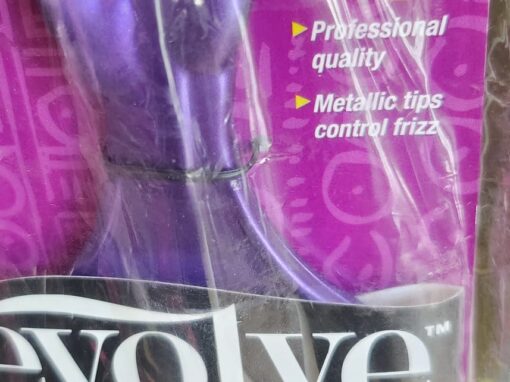 Professional
quality
Metallic tips
control frizz
evolve™